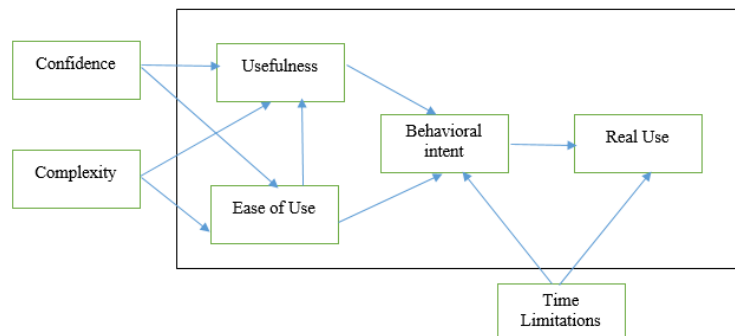 Confidence
Usefulness
Complexity
Ease of Use
Behavioral
intent
Real Use
Time
Limitations